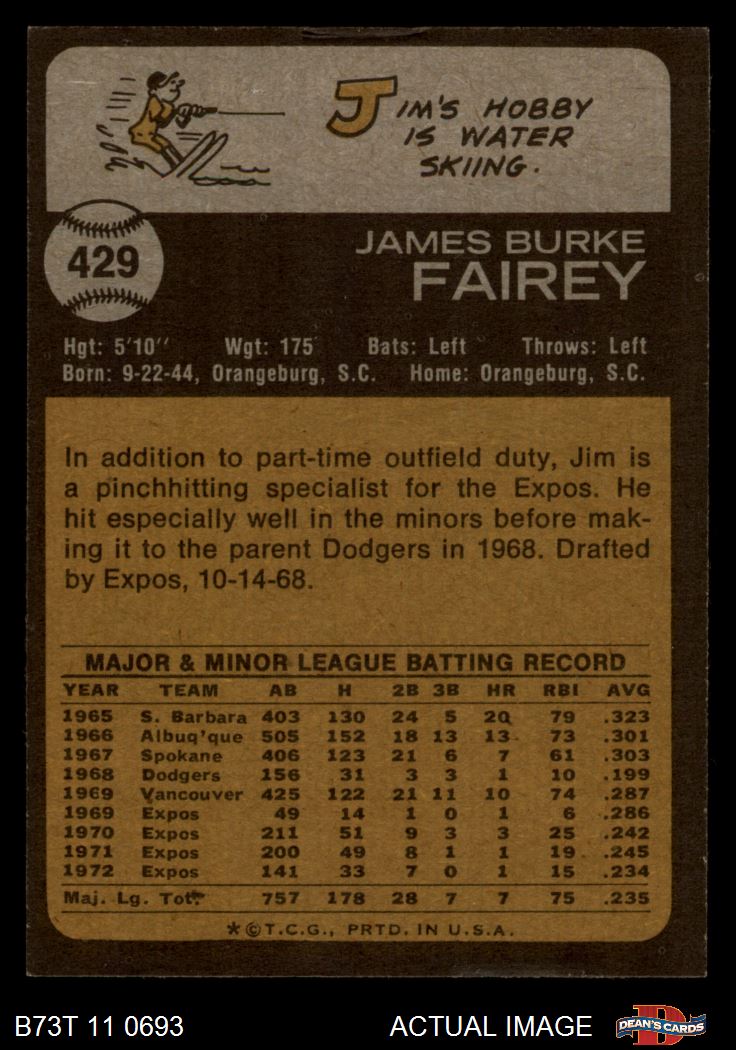 JIM'S HOBBY
IS WATER
SKIING.
429
JAMES BURKE
FAIREY
Hgt: 5'10" Wgt: 175 Bats: Left Throws: Left
Born: 9-22-44, Orangeburg, S.C. Home: Orangeburg, S.C.
In addition to part-time outfield duty, Jim is
a pinchhitting specialist for the Expos. He
hit especially well in the minors before mak-
ing it to the parent Dodgers in 1968. Drafted
by Expos, 10-14-68.
MAJOR & MINOR LEAGUE BATTING RECORD
YEAR TEAM AB H 2B 3B HR RBI AVG
1965 S. Barbara 403 130 24 5 20 79 .323
1966 Albuq'que 505 152 18 13 13 73 .301
1967 Spokane 406 123 21 6 7 61 .303
1968 Dodgers 156 31 3 3 1 10 .199
1969 Vancouver 425 122 21 11 10 74 .287
1969 Expos 49 14 1 0 1 6 .286
1970 Expos 211 51 9 3 3 25 .242
1971 Expos 200 49 8 1 1 19 .245
1972 Expos 141 33 7 0 1 15 .234
Maj. Lg. Tot. 757 178 28 7 7 75 .235
*©T.C.G., PRTD. IN U.S.A.
B73T 11 0693 ACTUAL IMAGE D DEAN'S CARDS